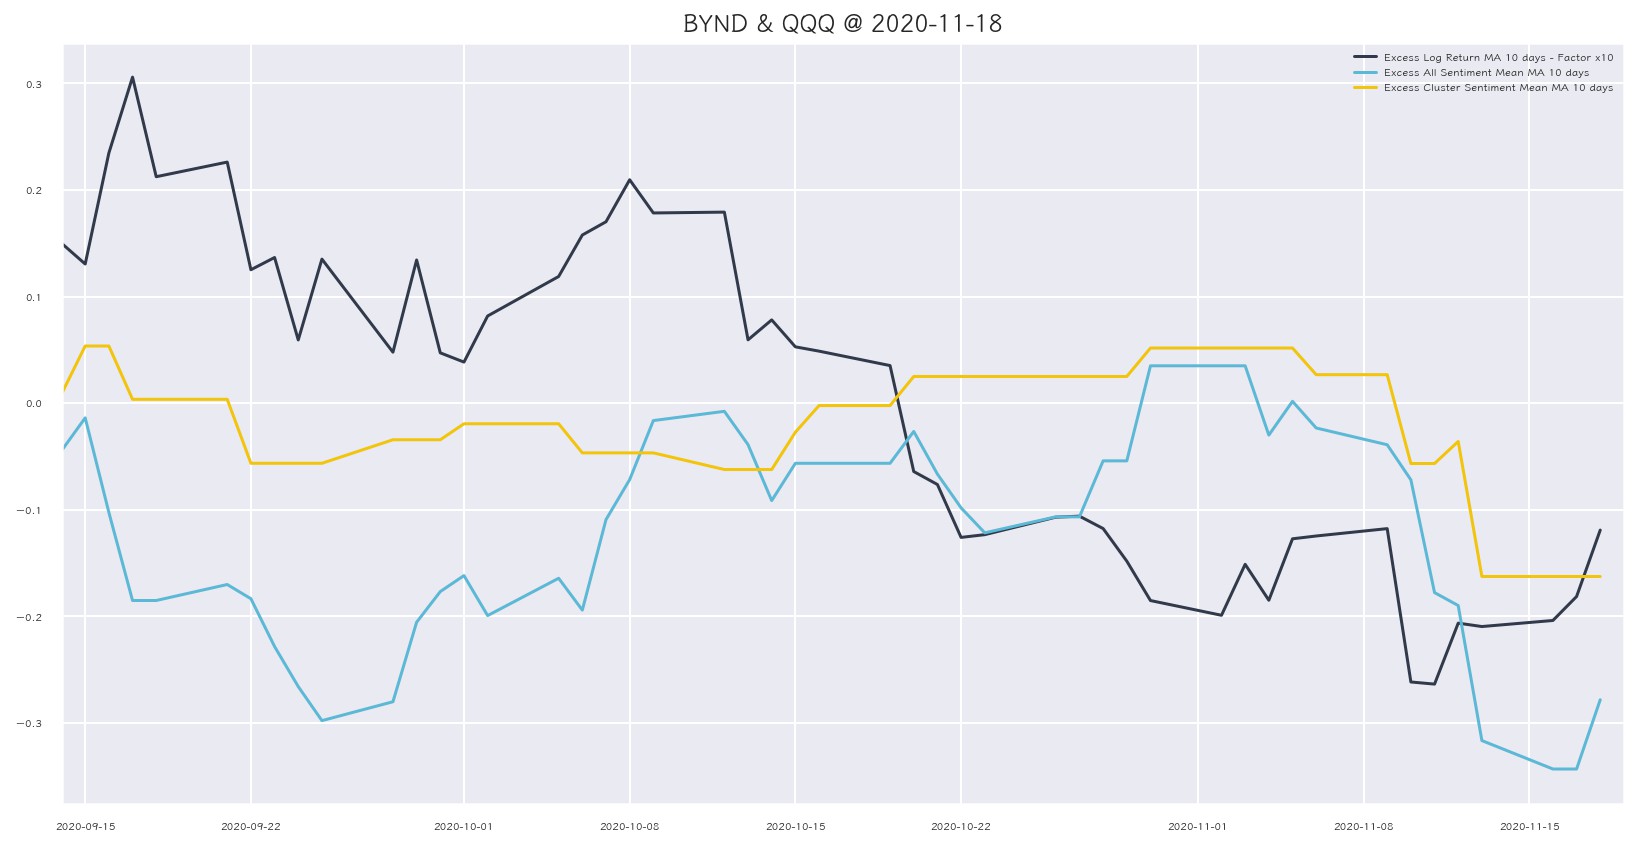 BYND & QQQ @ 2020-11-18
Excess Log Return MA 10 days - Factor x10
Excess All Sentiment Mean MA 10 days
Excess Cluster Sentiment Mean MA 10 days
0.3
0.2
0.1
0.0
−0.1
−0.2
−0.3
2020-09-15 2020-09-22 2020-10-01 2020-10-08 2020-10-15 2020-10-22 2020-11-01 2020-11-08 2020-11-15